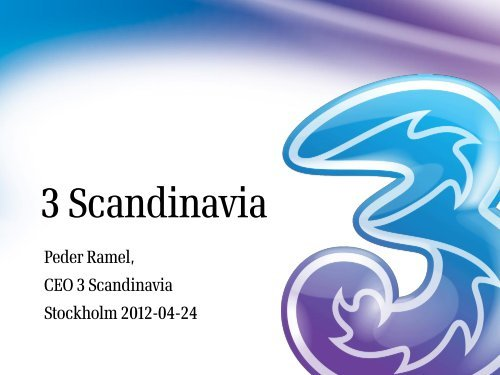 3 Scandinavia
Peder Ramel,
CEO 3 Scandinavia
Stockholm 2012-04-24